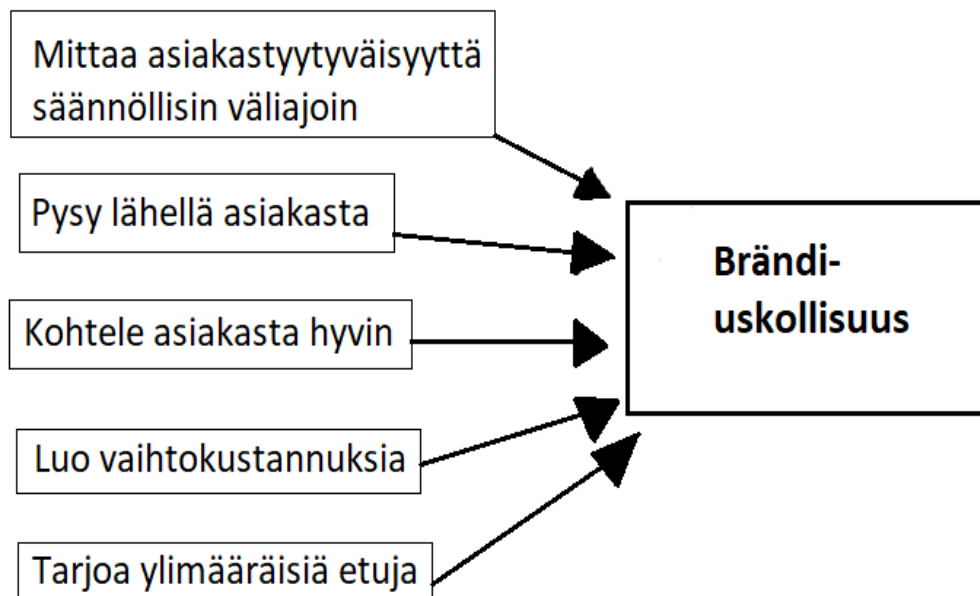 Mittaa asiakastyytyväisyyttä
säännöllisin väliajoin
Pysy lähellä asiakasta
Kohtele asiakasta hyvin
Luo vaihtokustannuksia
Tarjoa ylimääräisiä etuja
Brändi-
uskollisuus